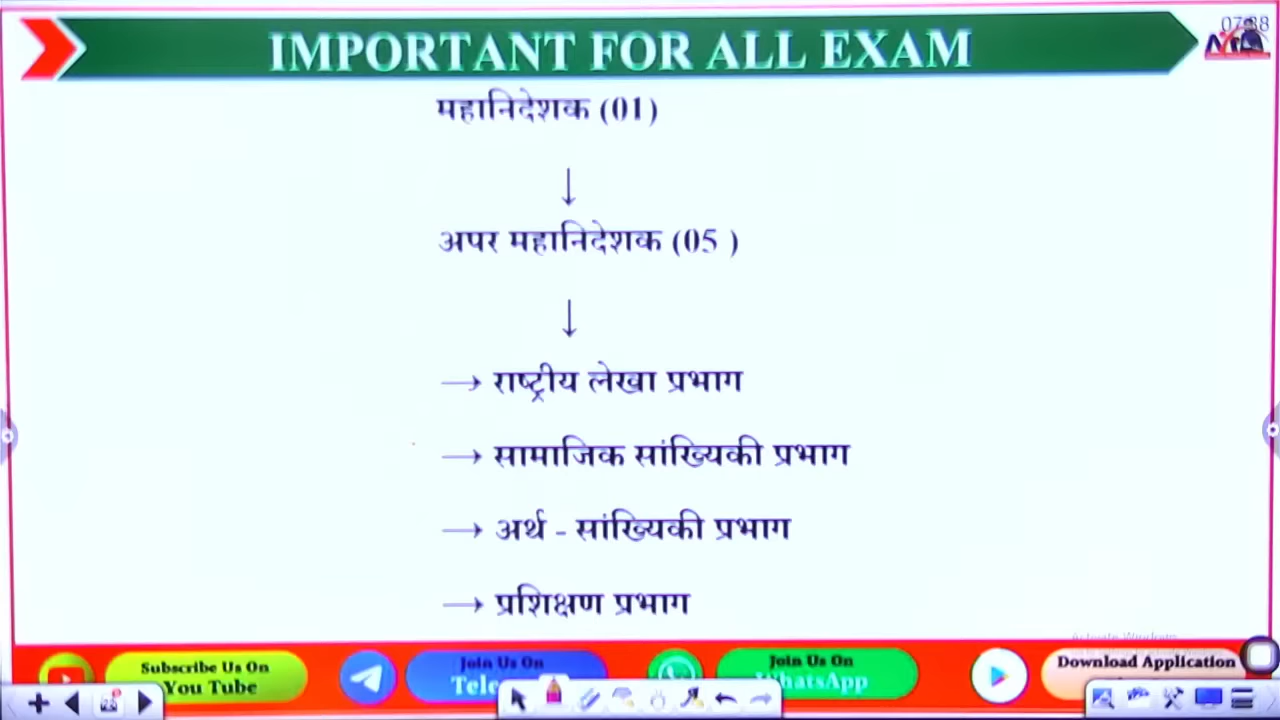 IMPORTANT FOR ALL EXAM
महानिदेशक (01)
↓
अपर महानिदेशक (05 )
↓
→ राष्ट्रीय लेखा प्रभाग
→ सामाजिक सांख्यिकी प्रभाग
→ अर्थ - सांख्यिकी प्रभाग
→ प्रशिक्षण प्रभाग
Subscribe Us On
You Tube
Join Us On
Join Us On
WhatsApp
Download Application